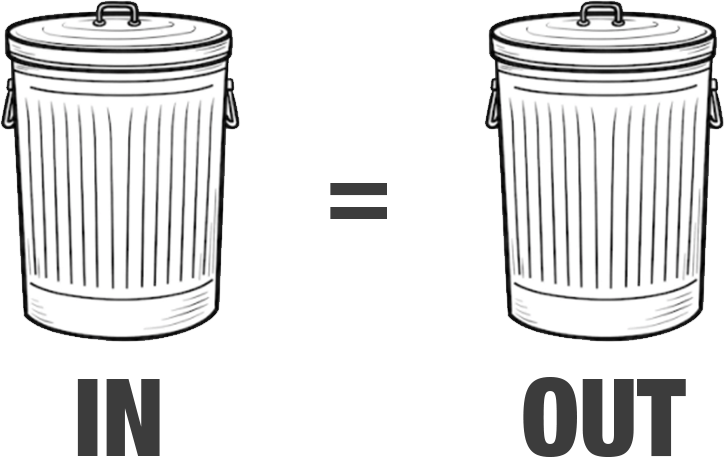 =
IN
OUT